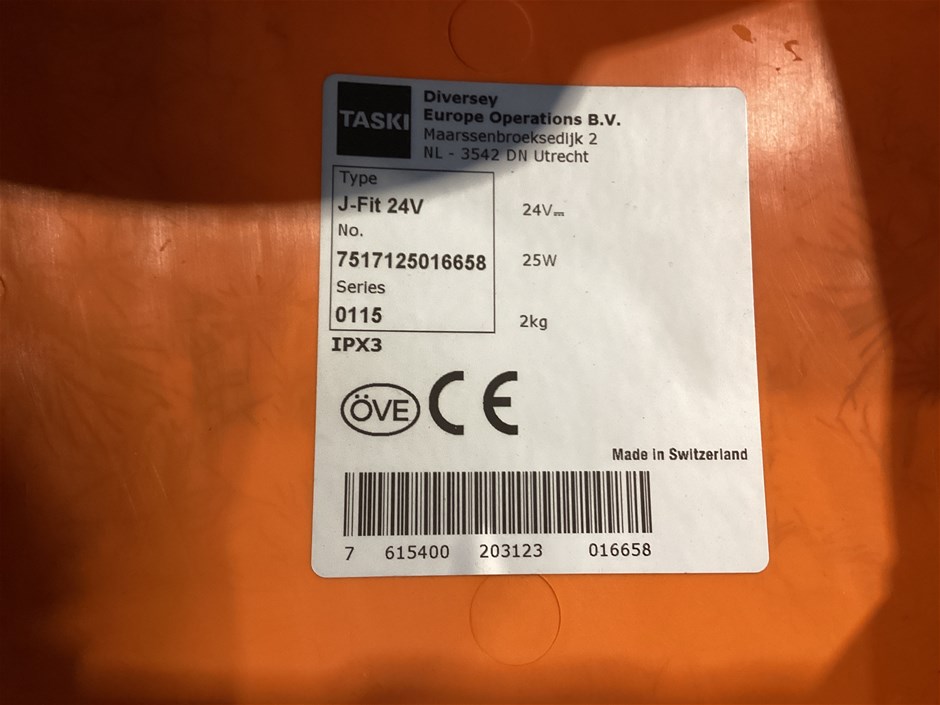 TASKI
Diversey
Europe Operations B.V.
Maarssenbroeksedijk 2
NL - 3542 DN Utrecht
Type
J-Fit 24V
24V⎓
No.
7517125016658
25W
Series
0115
2kg
IPX3
ÖVE CE
Made in Switzerland
7 615400 203123 016658